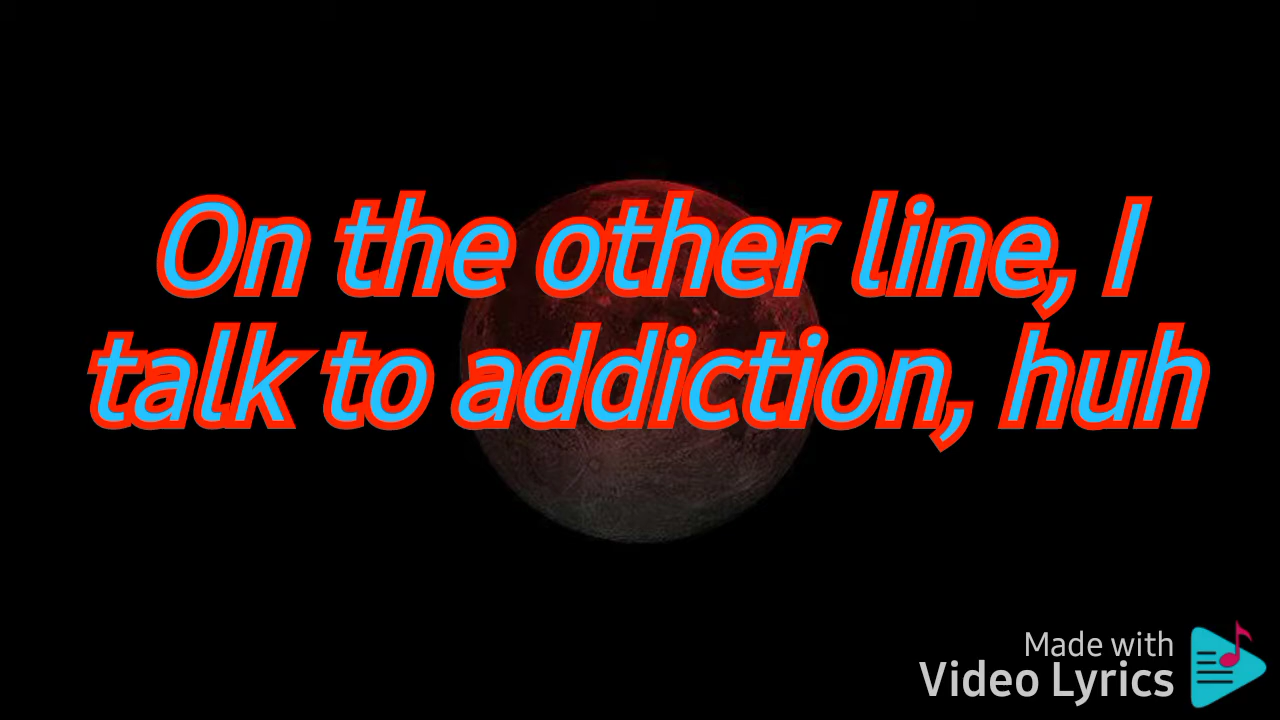 On the other line, I
talk to addiction, huh
Made with
Video Lyrics